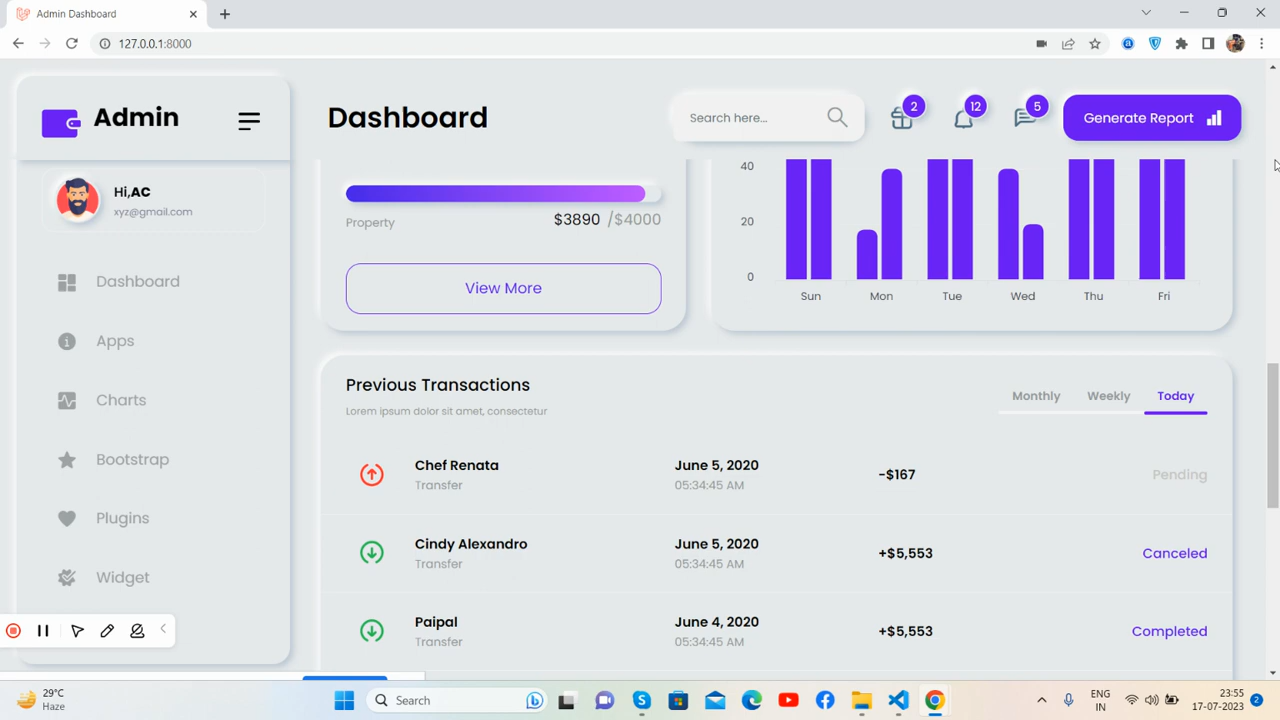 Admin Dashboard
127.0.0.1:8000
Admin
Dashboard
Search here...
2
12
5
Generate Report
Hi,AC
xyz@gmail.com
Dashboard
Apps
Charts
Bootstrap
Plugins
Widget
Property
$3890 /$4000
View More
40
20
0
Sun Mon Tue Wed Thu Fri
Previous Transactions
Lorem ipsum dolor sit amet, consectetur
Monthly Weekly Today
Chef Renata
Transfer
June 5, 2020
05:34:45 AM
-$167
Pending
Cindy Alexandro
Transfer
June 5, 2020
05:34:45 AM
+$5,553
Canceled
Paipal
Transfer
June 4, 2020
05:34:45 AM
+$5,553
Completed
29°C
Haze
Search
ENG
IN
23:55
17-07-2023
2